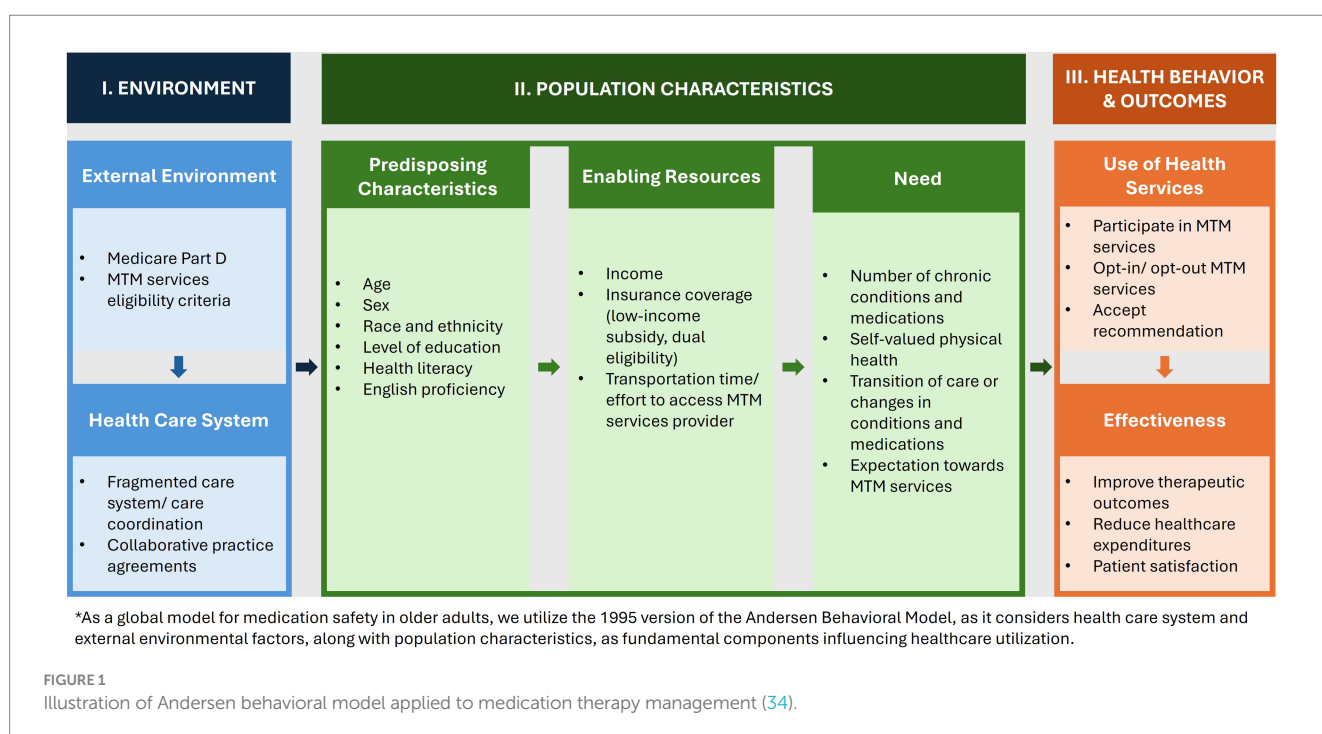 I. ENVIRONMENT
II. POPULATION CHARACTERISTICS
III. HEALTH BEHAVIOR
& OUTCOMES
External Environment
• Medicare Part D
• MTM services
eligibility criteria
Health Care System
• Fragmented care
system/ care
coordination
• Collaborative practice
agreements
Predisposing
Characteristics
• Age
• Sex
• Race and ethnicity
• Level of education
• Health literacy
• English proficiency
Enabling Resources
• Income
• Insurance coverage
(low-income
subsidy, dual
eligibility)
• Transportation time/
effort to access MTM
services provider
Need
• Number of chronic
conditions and
medications
• Self-valued physical
health
• Transition of care or
changes in
conditions and
medications
• Expectation towards
MTM services
Use of Health
Services
• Participate in MTM
services
• Opt-in/ opt-out MTM
services
• Accept
recommendation
Effectiveness
• Improve therapeutic
outcomes
• Reduce healthcare
expenditures
• Patient satisfaction
*As a global model for medication safety in older adults, we utilize the 1995 version of the Andersen Behavioral Model, as it considers health care system and
external environmental factors, along with population characteristics, as fundamental components influencing healthcare utilization.
FIGURE 1
Illustration of Andersen behavioral model applied to medication therapy management (34).